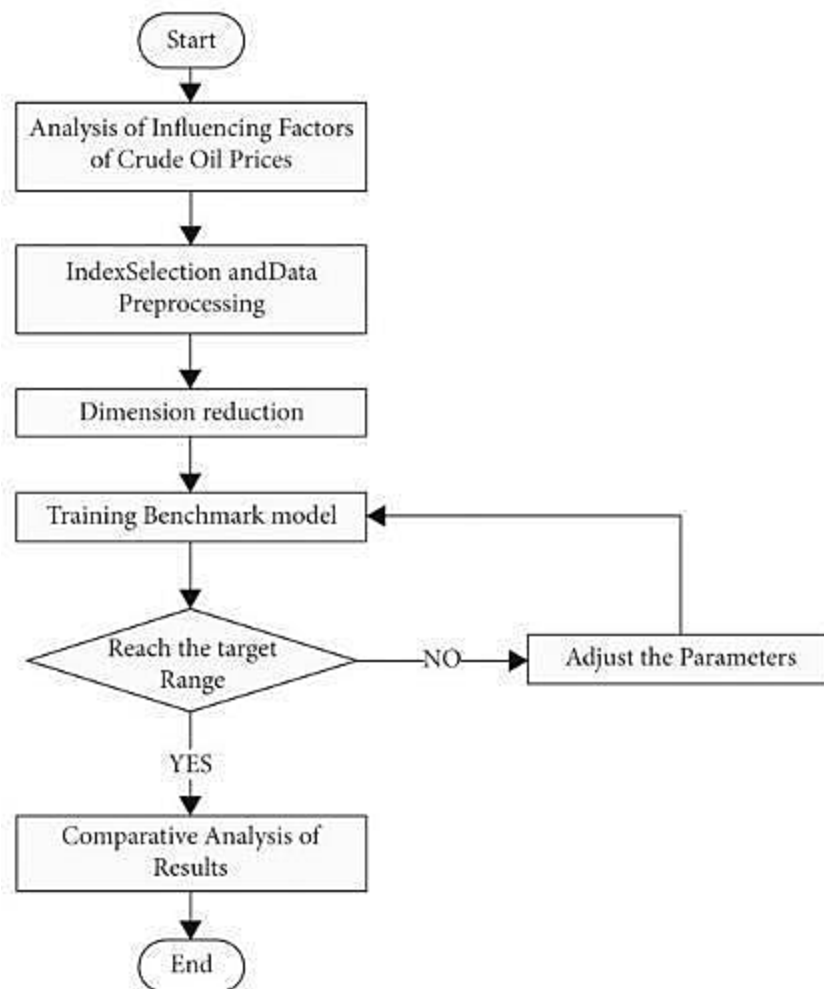 Start
Analysis of Influencing Factors
of Crude Oil Prices
IndexSelection andData
Preprocessing
Dimension reduction
Training Benchmark model
Reach the target
Range
NO
Adjust the Parameters
YES
Comparative Analysis of
Results
End